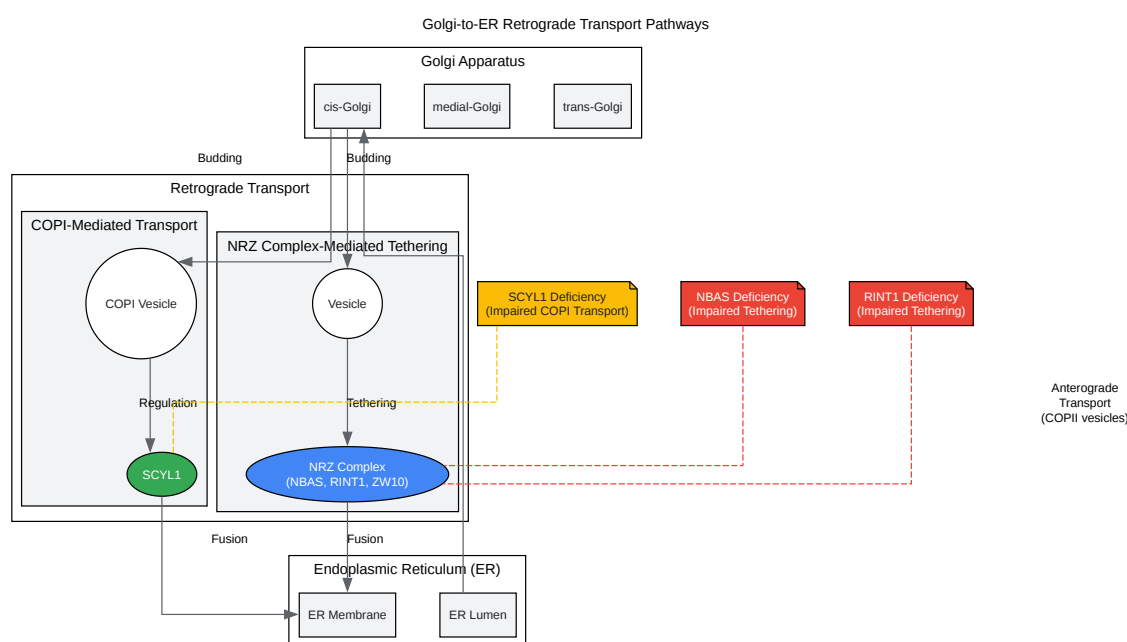 Golgi-to-ER Retrograde Transport Pathways
Golgi Apparatus
cis-Golgi
medial-Golgi
trans-Golgi
Budding
Budding
Retrograde Transport
COPI-Mediated Transport
NRZ Complex-Mediated Tethering
COPI Vesicle
Vesicle
SCYL1 Deficiency
(Impaired COPI Transport)
NBAS Deficiency
(Impaired Tethering)
RINT1 Deficiency
(Impaired Tethering)
Anterograde
Transport
(COPII vesicles)
Regulation
Tethering
SCYL1
NRZ Complex
(NBAS, RINT1, ZW10)
Fusion
Fusion
Endoplasmic Reticulum (ER)
ER Membrane
ER Lumen